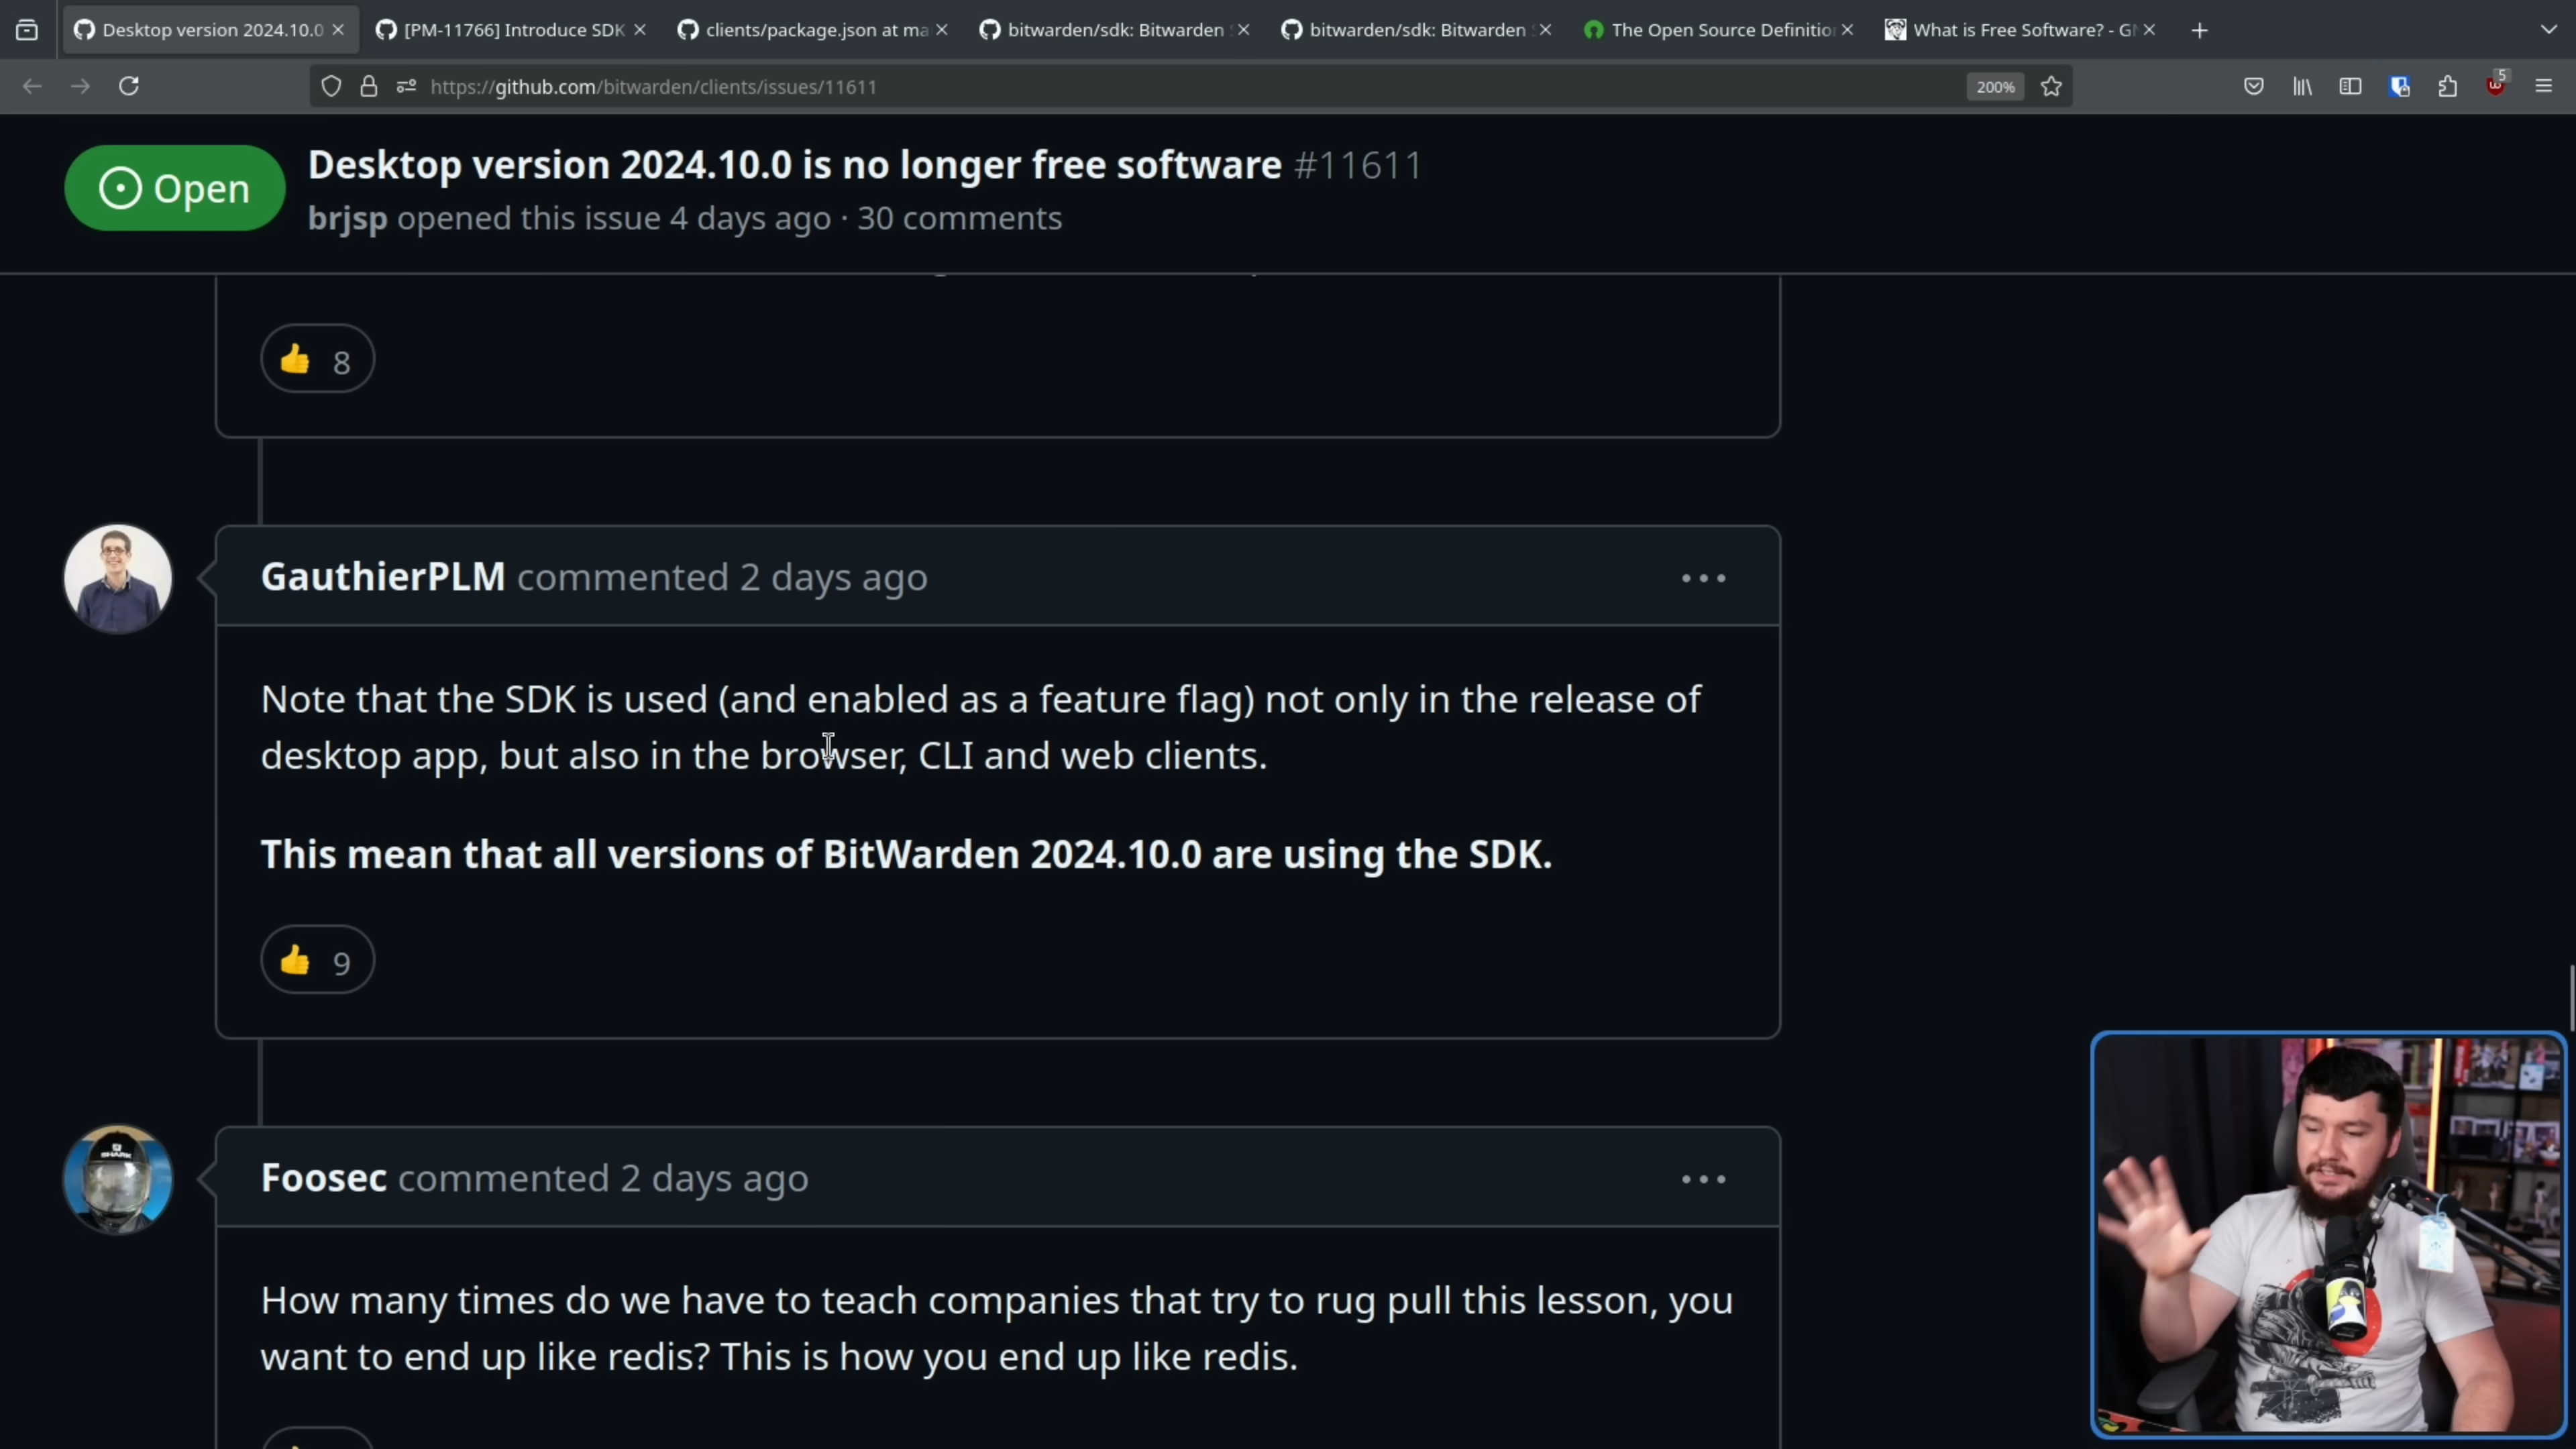 Desktop version 2024.10.0
[PM-11766] Introduce SDK
clients/package.json at ma
bitwarden/sdk: Bitwarden
bitwarden/sdk: Bitwarden
The Open Source Definitio
What is Free Software? - G
https://github.com/bitwarden/clients/issues/11611
200%
5
Open
Desktop version 2024.10.0 is no longer free software #11611
brjsp opened this issue 4 days ago · 30 comments
👍 8
GauthierPLM commented 2 days ago
Note that the SDK is used (and enabled as a feature flag) not only in the release of
desktop app, but also in the browser, CLI and web clients.
This mean that all versions of BitWarden 2024.10.0 are using the SDK.
👍 9
SHARK
Foosec commented 2 days ago
How many times do we have to teach companies that try to rug pull this lesson, you
want to end up like redis? This is how you end up like redis.